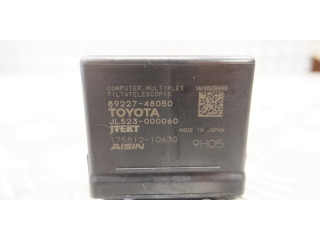 COMPUTER, MULTIPLEX
TILT&TELESCOPIC
89227-48050
TOYOTA
JL523-000060
JTEKT
MADE IN JAPAN
175812-10630
AISIN
9H05